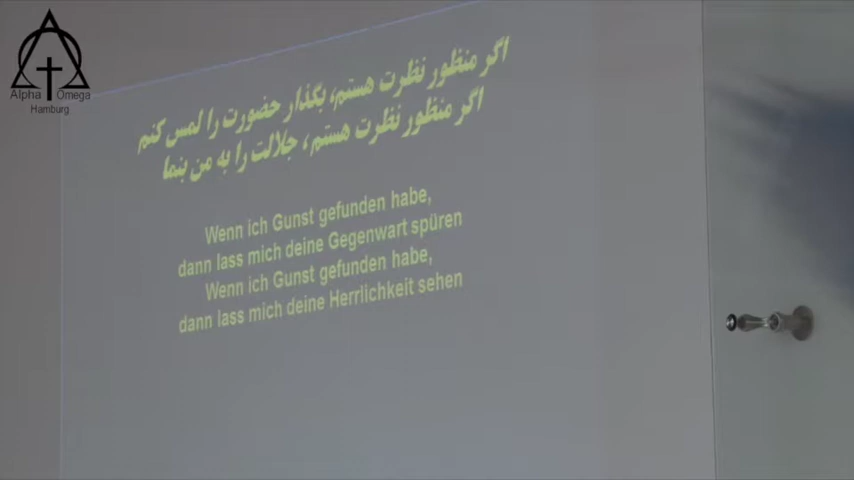 Alpha Omega
Hamburg
اگر منظور نظرت هستم، بگذار حضورت را لمس کنم
اگر منظور نظرت هستم، جلالت را به من بنما
Wenn ich Gunst gefunden habe,
dann lass mich deine Gegenwart spüren
Wenn ich Gunst gefunden habe,
dann lass mich deine Herrlichkeit sehen